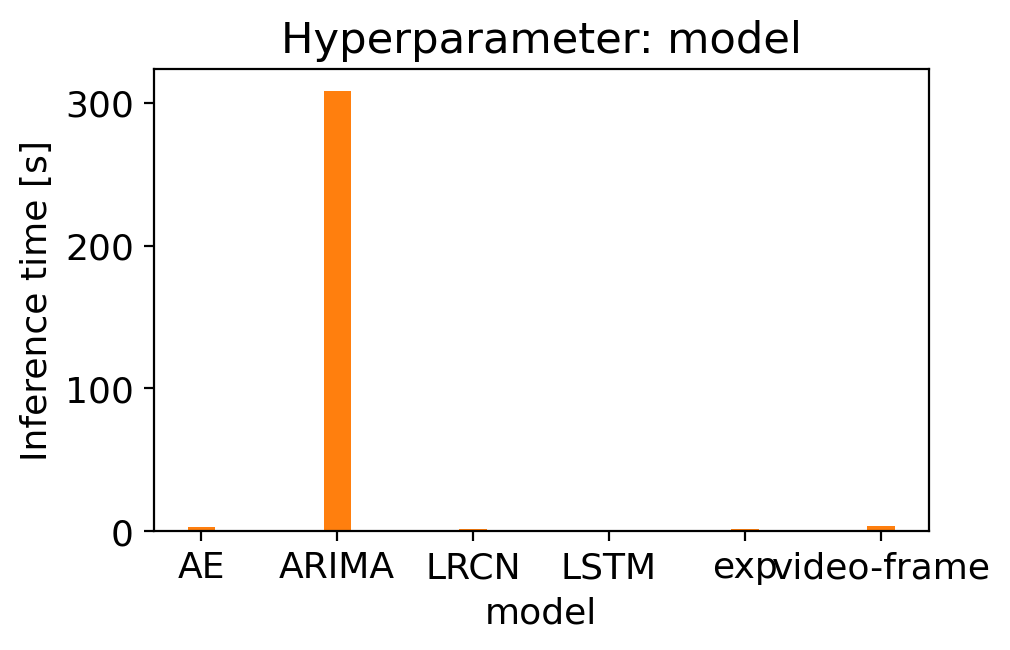 Hyperparameter: model
Inference time [s]
300
200
100
0
AE ARIMA LRCN LSTM exp video-frame
model